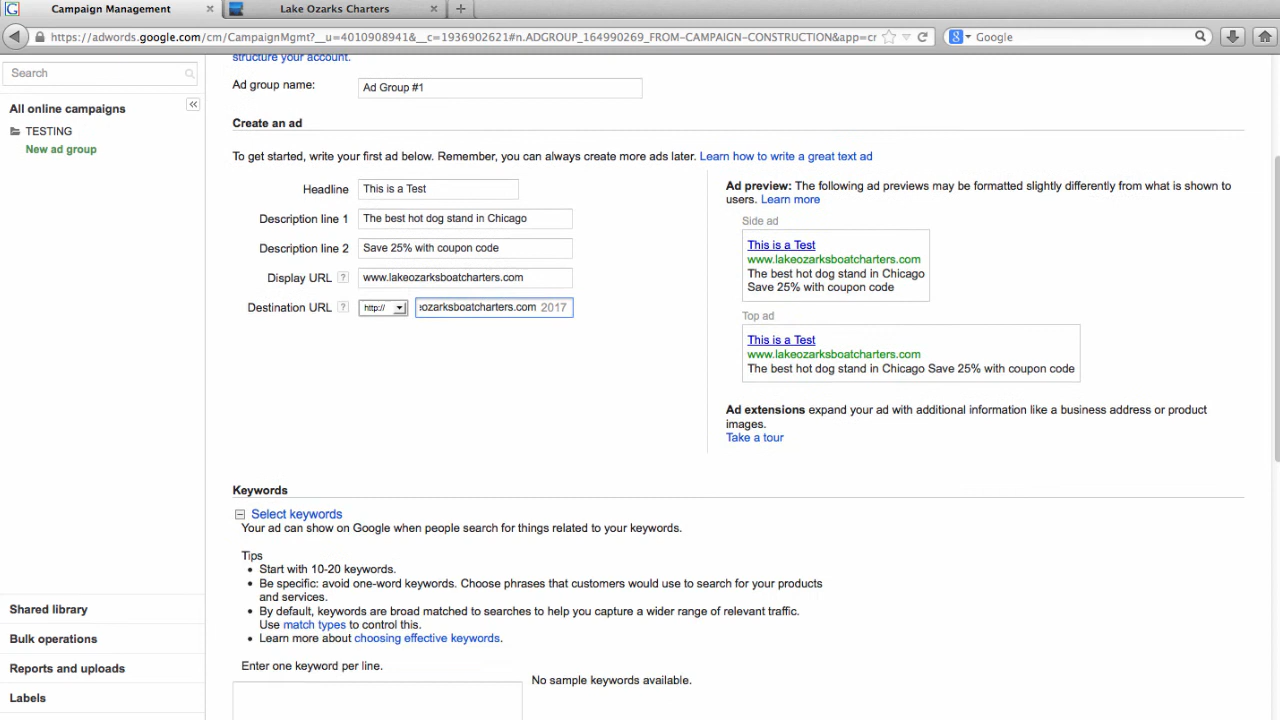 Campaign Management
Lake Ozarks Charters
https://adwords.google.com/cm/CampaignMgmt?__u=4010908941&__c=1936902621#n.ADGROUP_164990269_FROM-CAMPAIGN-CONSTRUCTION&app=cr
Google
Search
All online campaigns
TESTING
New ad group
Shared library
Bulk operations
Reports and uploads
Labels
structure your account.
Ad group name:
Ad Group #1
Create an ad
To get started, write your first ad below. Remember, you can always create more ads later. Learn how to write a great text ad
Headline
This is a Test
Description line 1
The best hot dog stand in Chicago
Description line 2
Save 25% with coupon code
Display URL ?
www.lakeozarksboatcharters.com
Destination URL ?
http://
ozarksboatcharters.com 2017
Ad preview: The following ad previews may be formatted slightly differently from what is shown to
users. Learn more
Side ad
This is a Test
www.lakeozarksboatcharters.com
The best hot dog stand in Chicago
Save 25% with coupon code
Top ad
This is a Test
www.lakeozarksboatcharters.com
The best hot dog stand in Chicago Save 25% with coupon code
Ad extensions expand your ad with additional information like a business address or product
images.
Take a tour
Keywords
Select keywords
Your ad can show on Google when people search for things related to your keywords.
Tips
• Start with 10-20 keywords.
• Be specific: avoid one-word keywords. Choose phrases that customers would use to search for your products
and services.
• By default, keywords are broad matched to searches to help you capture a wider range of relevant traffic.
Use match types to control this.
• Learn more about choosing effective keywords.
Enter one keyword per line.
No sample keywords available.